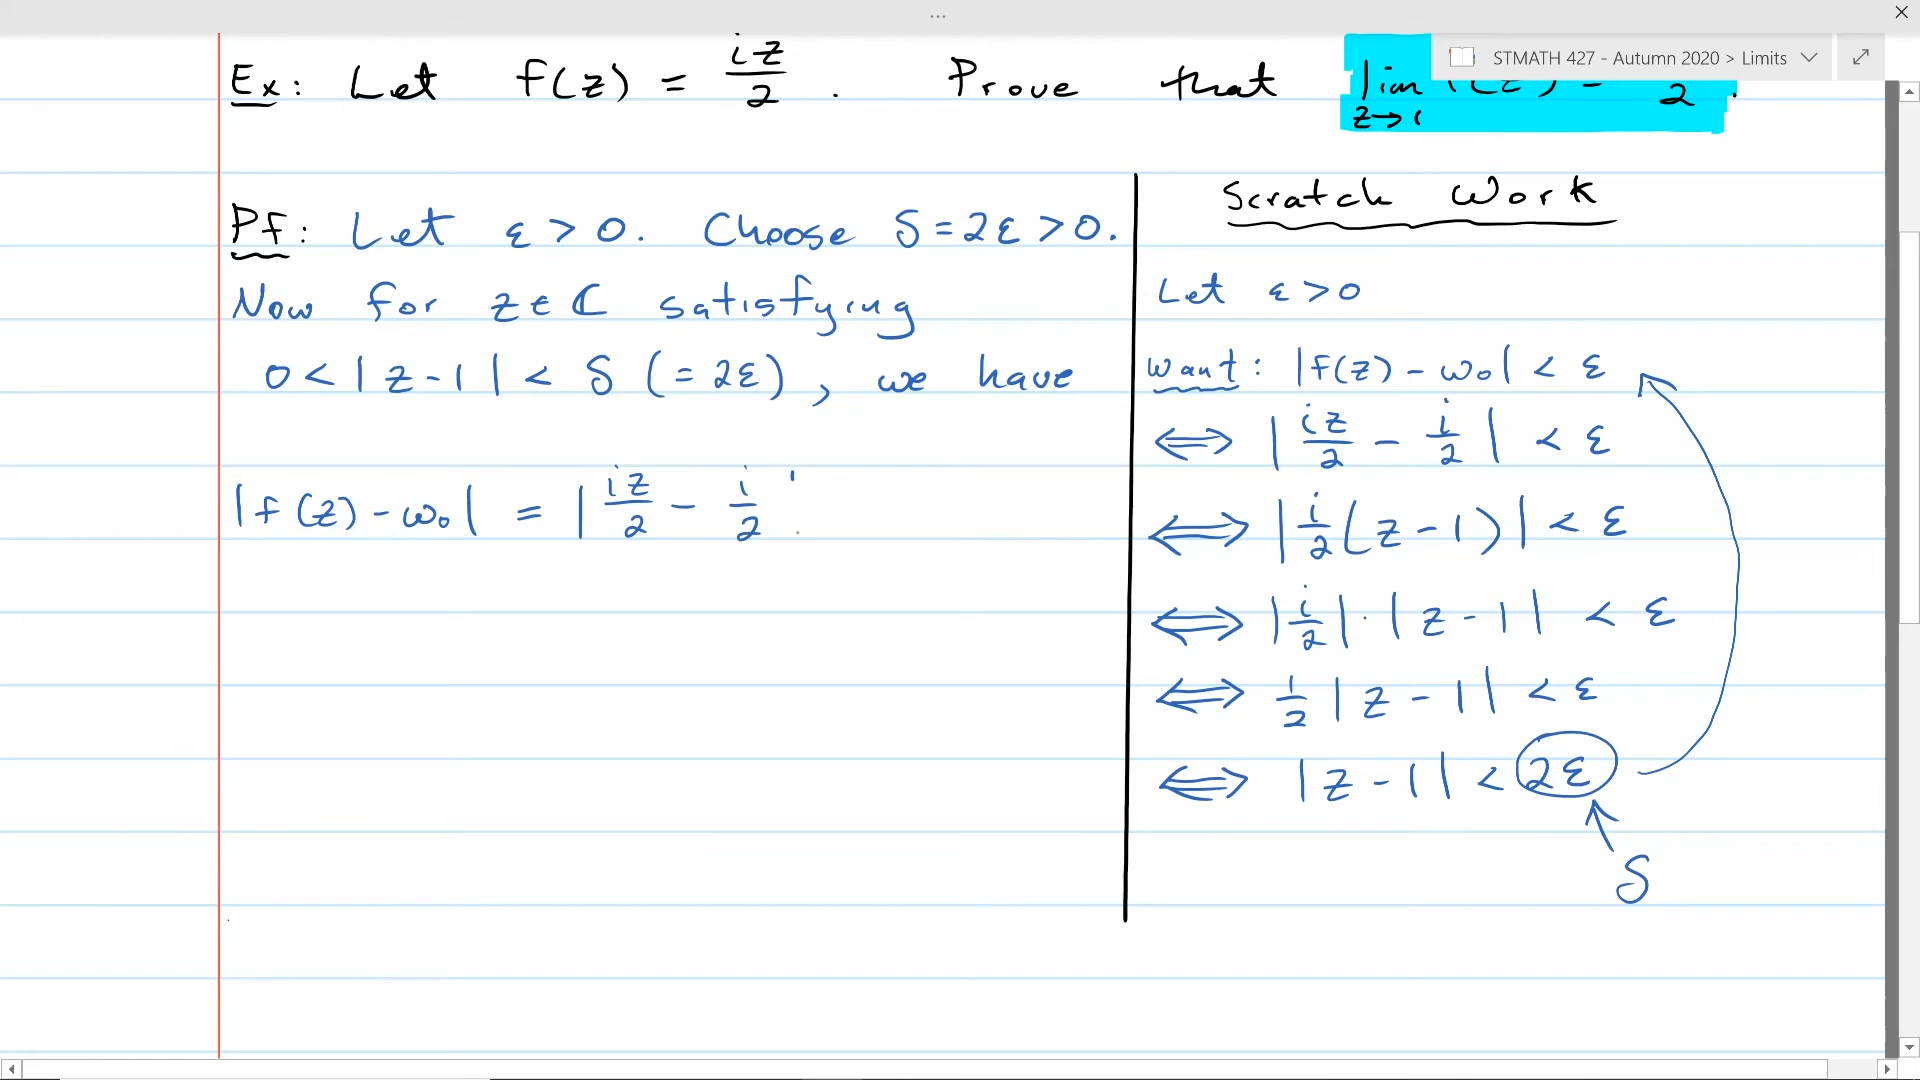 ...
STMATH 427 - Autumn 2020 > Limits
Ex: Let f(z) = iz/2 . Prove that lim z→1 f(z) = i/2 .
Pf: Let ε > 0. Choose δ = 2ε > 0.
Now for z ∈ ℂ satisfying
0 < |z - 1| < δ (= 2ε), we have
|f(z) - w₀| = |iz/2 - i/2
Scratch Work
Let ε > 0
Want: |f(z) - w₀| < ε
⟺ |iz/2 - i/2| < ε
⟺ |i/2(z - 1)| < ε
⟺ |i/2| · |z - 1| < ε
⟺ 1/2 |z - 1| < ε
⟺ |z - 1| < 2ε
δ